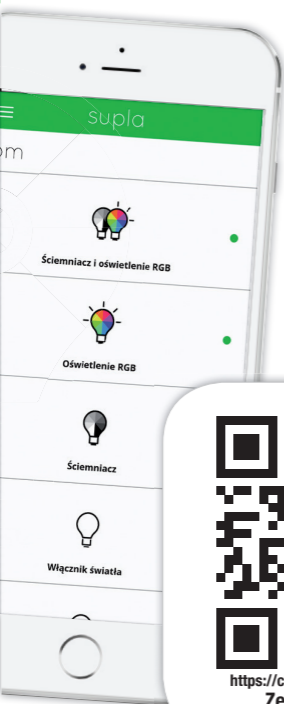 supla
om
Ściemniacz i oświetlenie RGB
Oświetlenie RGB
Ściemniacz
Włącznik światła
https://c
Ze